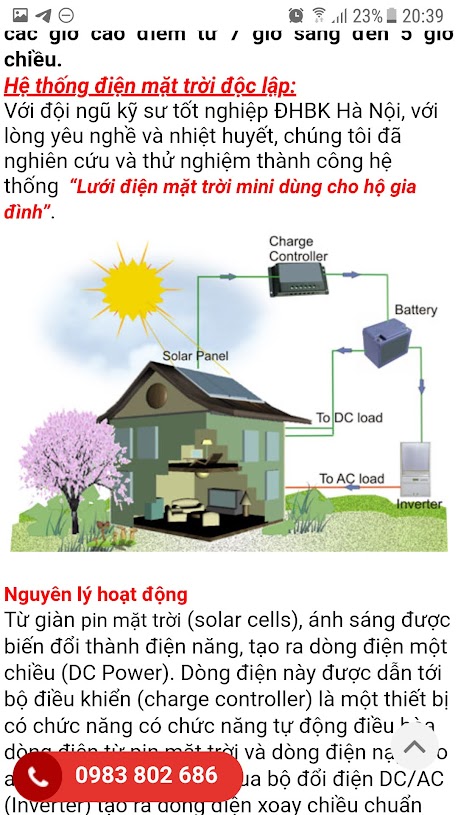 23% 20:39
các giờ cao điểm từ 7 giờ sáng đến 5 giờ
chiều.
Hệ thống điện mặt trời độc lập:
Với đội ngũ kỹ sư tốt nghiệp ĐHBK Hà Nội, với
lòng yêu nghề và nhiệt huyết, chúng tôi đã
nghiên cứu và thử nghiệm thành công hệ
thống “Lưới điện mặt trời mini dùng cho hộ gia
đình”.
Charge
Controller
Battery
Solar Panel
To DC load
To AC load
Inverter
Nguyên lý hoạt động
Từ giàn pin mặt trời (solar cells), ánh sáng được
biến đổi thành điện năng, tạo ra dòng điện một
chiều (DC Power). Dòng điện này được dẫn tới
bộ điều khiển (charge controller) là một thiết bị
có chức năng có chức năng tự động điều hòa
dòng điện từ pin mặt trời và dòng điện
0983 802 686
bộ đổi điện DC/AC
(Inverter) tạo ra dòng điện xoay chiều chuẩn